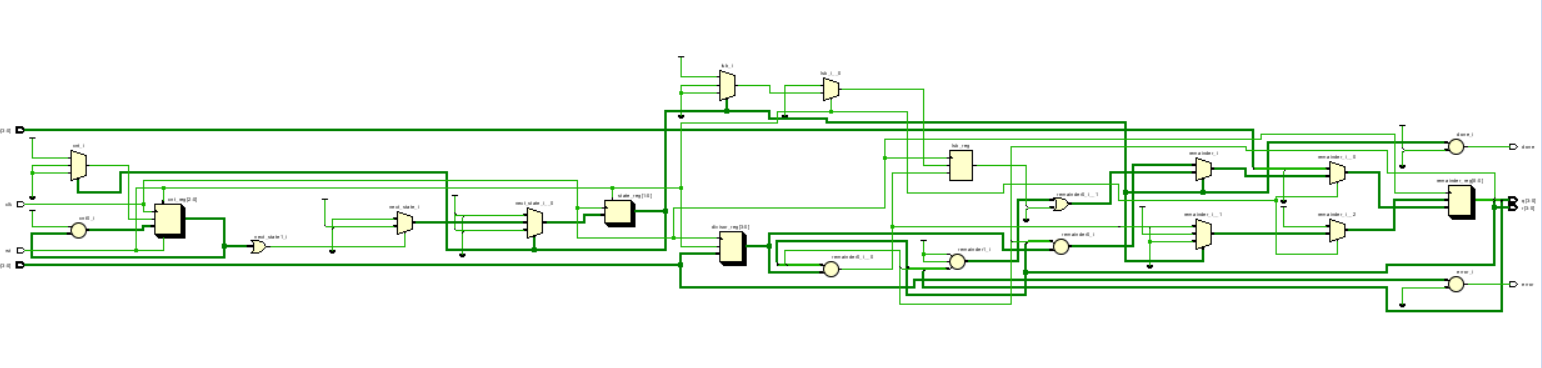 lsb_i
lsb_i__0
[3:0]
cnt_i
done_i
done
lsb_reg
remainder_i
remainder_i__0
remainder_reg[8:0]
state_reg[1:0]
remainder0_i__1
clk
cnt_reg[2:0]
next_state_i
next_state_i__0
q[3:0]
r[3:0]
cnt0_i
remainder_i__1
remainder_i__2
divisor_reg[3:0]
next_state1_i
remainder0_i
rst
remainder1_i
remainder0_i__0
[3:0]
error_i
error